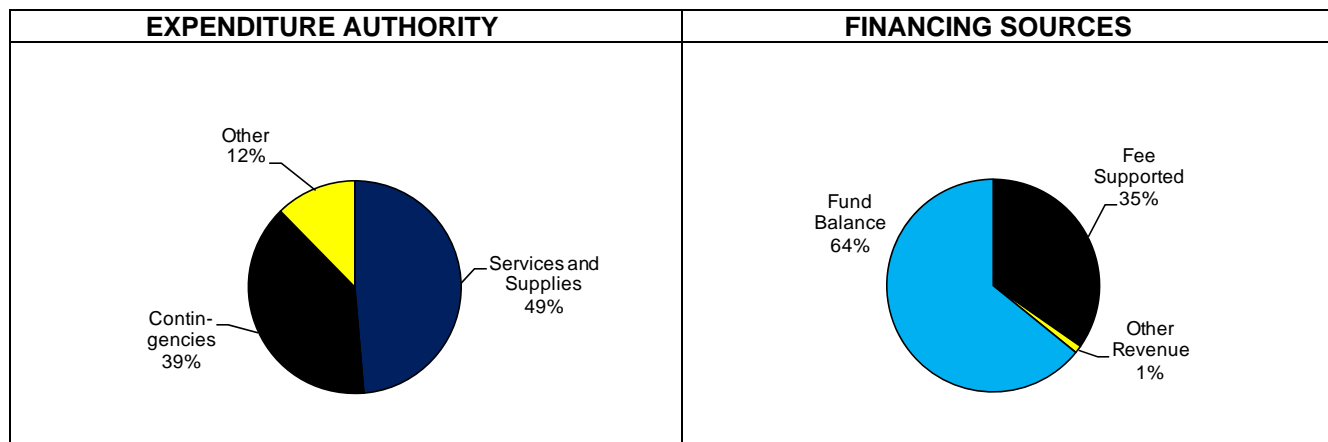 EXPENDITURE AUTHORITY
Other
12%
Services and
Supplies
49%
Contin-
gencies
39%
FINANCING SOURCES
Fee
Supported
35%
Fund
Balance
64%
Other
Revenue
1%